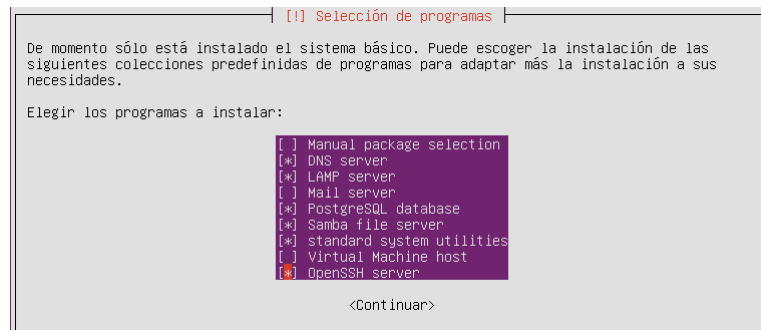 [!] Selección de programas
De momento sólo está instalado el sistema básico. Puede escoger la instalación de las
siguientes colecciones predefinidas de programas para adaptar más la instalación a sus
necesidades.
Elegir los programas a instalar:
[ ] Manual package selection
[*] DNS server
[*] LAMP server
[ ] Mail server
[*] PostgreSQL database
[*] Samba file server
[*] standard system utilities
[ ] Virtual Machine host
[*] OpenSSH server
<Continuar>